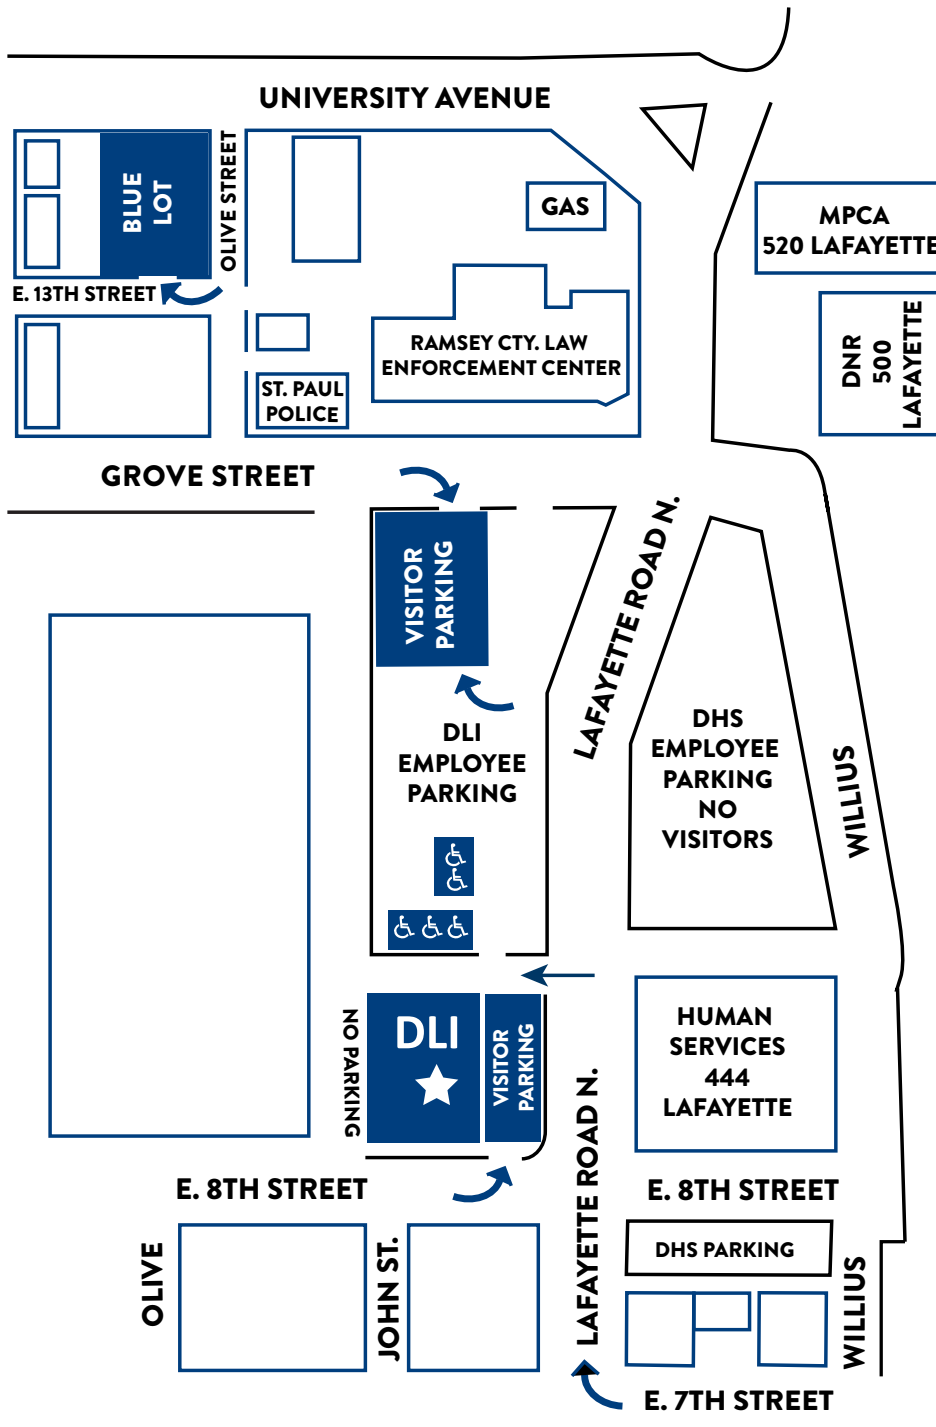 UNIVERSITY AVENUE
BLUE
LOT
OLIVE STREET
GAS
MPCA
520 LAFAYETTE
E. 13TH STREET
DNR
500
LAFAYETTE
RAMSEY CTY. LAW
ENFORCEMENT CENTER
ST. PAUL
POLICE
GROVE STREET
VISITOR
PARKING
LAFAYETTE ROAD N.
DLI
EMPLOYEE
PARKING
DHS
EMPLOYEE
PARKING
NO
VISITORS
WILLIUS
NO PARKING
DLI
VISITOR
PARKING
HUMAN
SERVICES
444
LAFAYETTE
LAFAYETTE ROAD N.
E. 8TH STREET
E. 8TH STREET
OLIVE
JOHN ST.
DHS PARKING
WILLIUS
E. 7TH STREET